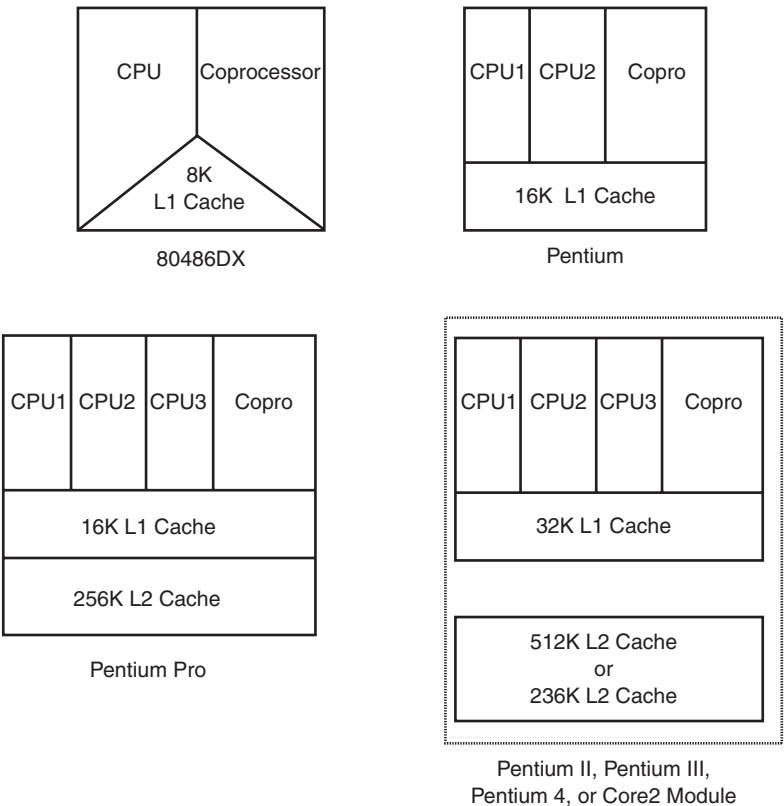 CPU
Coprocessor
8K
L1 Cache
80486DX
CPU1
CPU2
Copro
16K L1 Cache
Pentium
CPU1
CPU2
CPU3
Copro
16K L1 Cache
256K L2 Cache
Pentium Pro
CPU1
CPU2
CPU3
Copro
32K L1 Cache
512K L2 Cache
or
236K L2 Cache
Pentium II, Pentium III,
Pentium 4, or Core2 Module